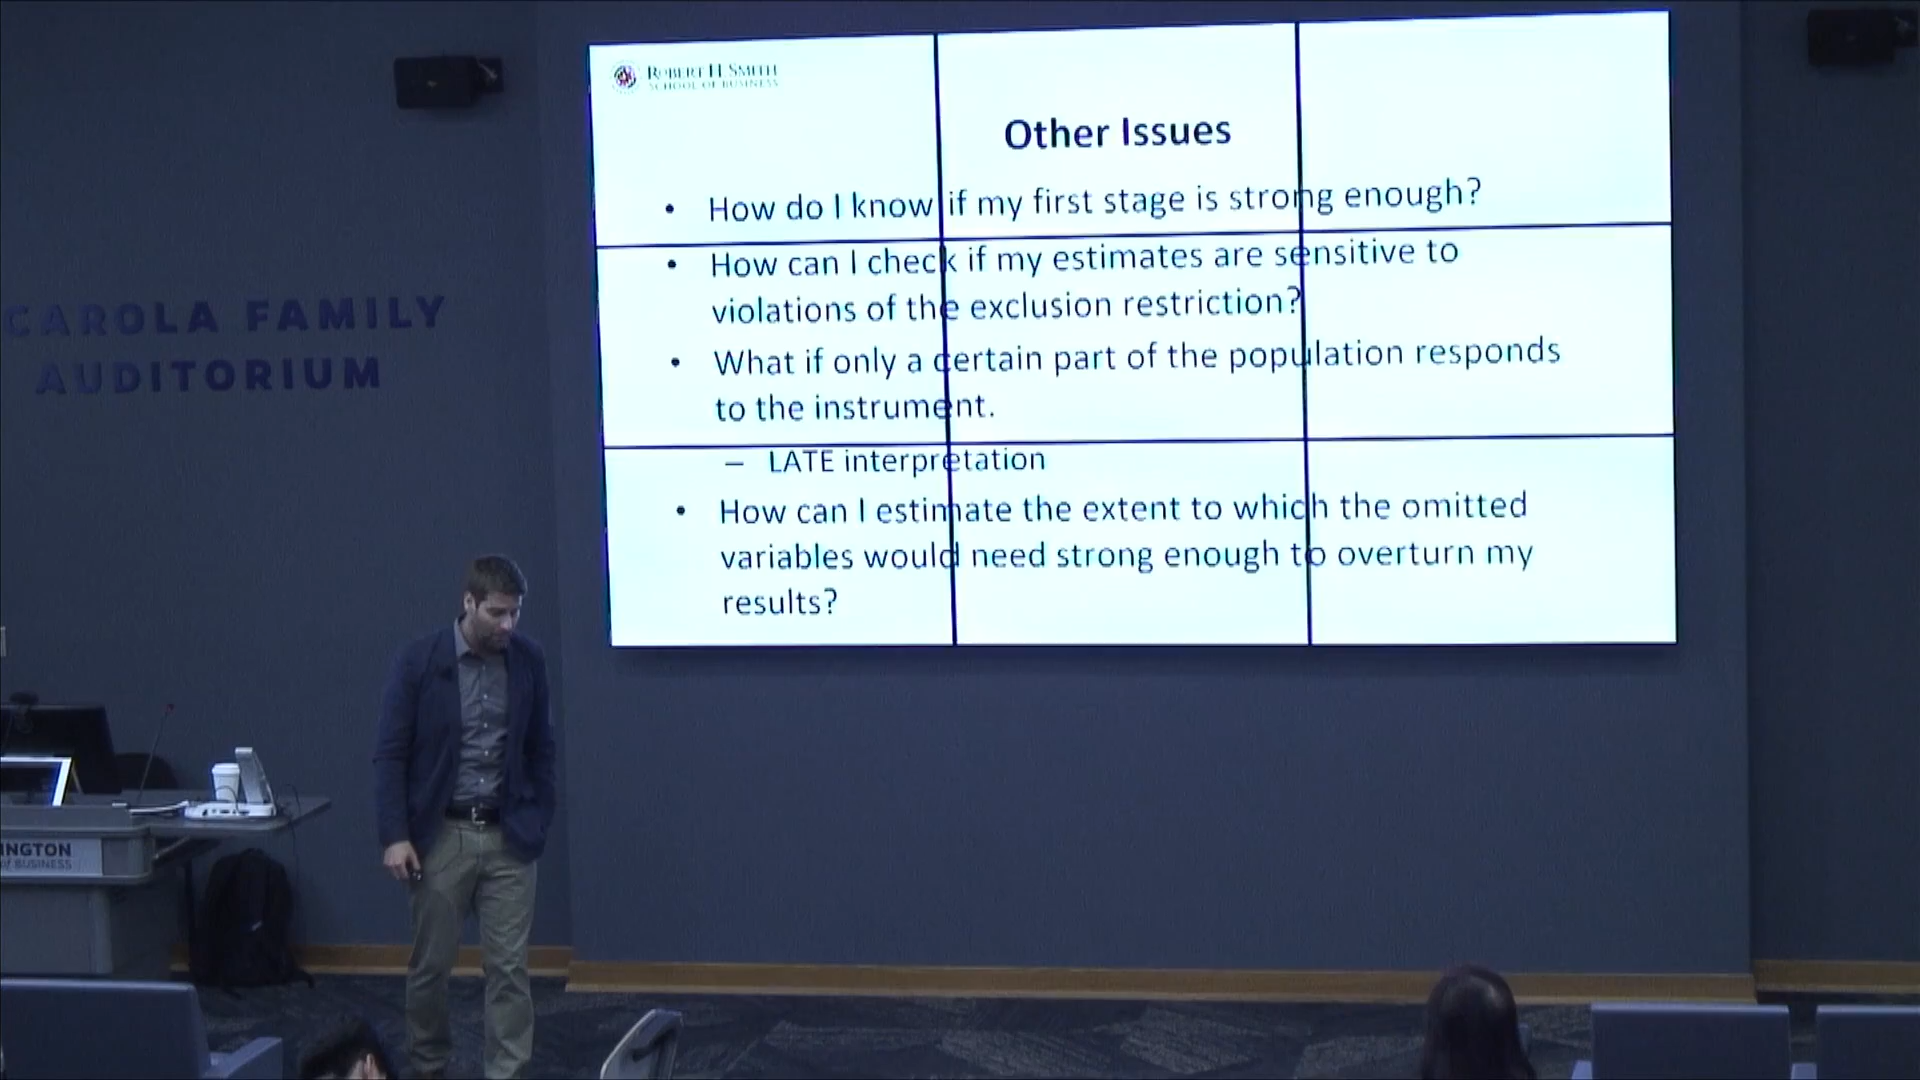 ROBERT H. SMITH
SCHOOL OF BUSINESS
Other Issues
• How do I know if my first stage is strong enough?
• How can I check if my estimates are sensitive to
violations of the exclusion restriction?
• What if only a certain part of the population responds
to the instrument.
– LATE interpretation
• How can I estimate the extent to which the omitted
variables would need strong enough to overturn my
results?
CAROLA FAMILY
AUDITORIUM
INGTON
of BUSINESS